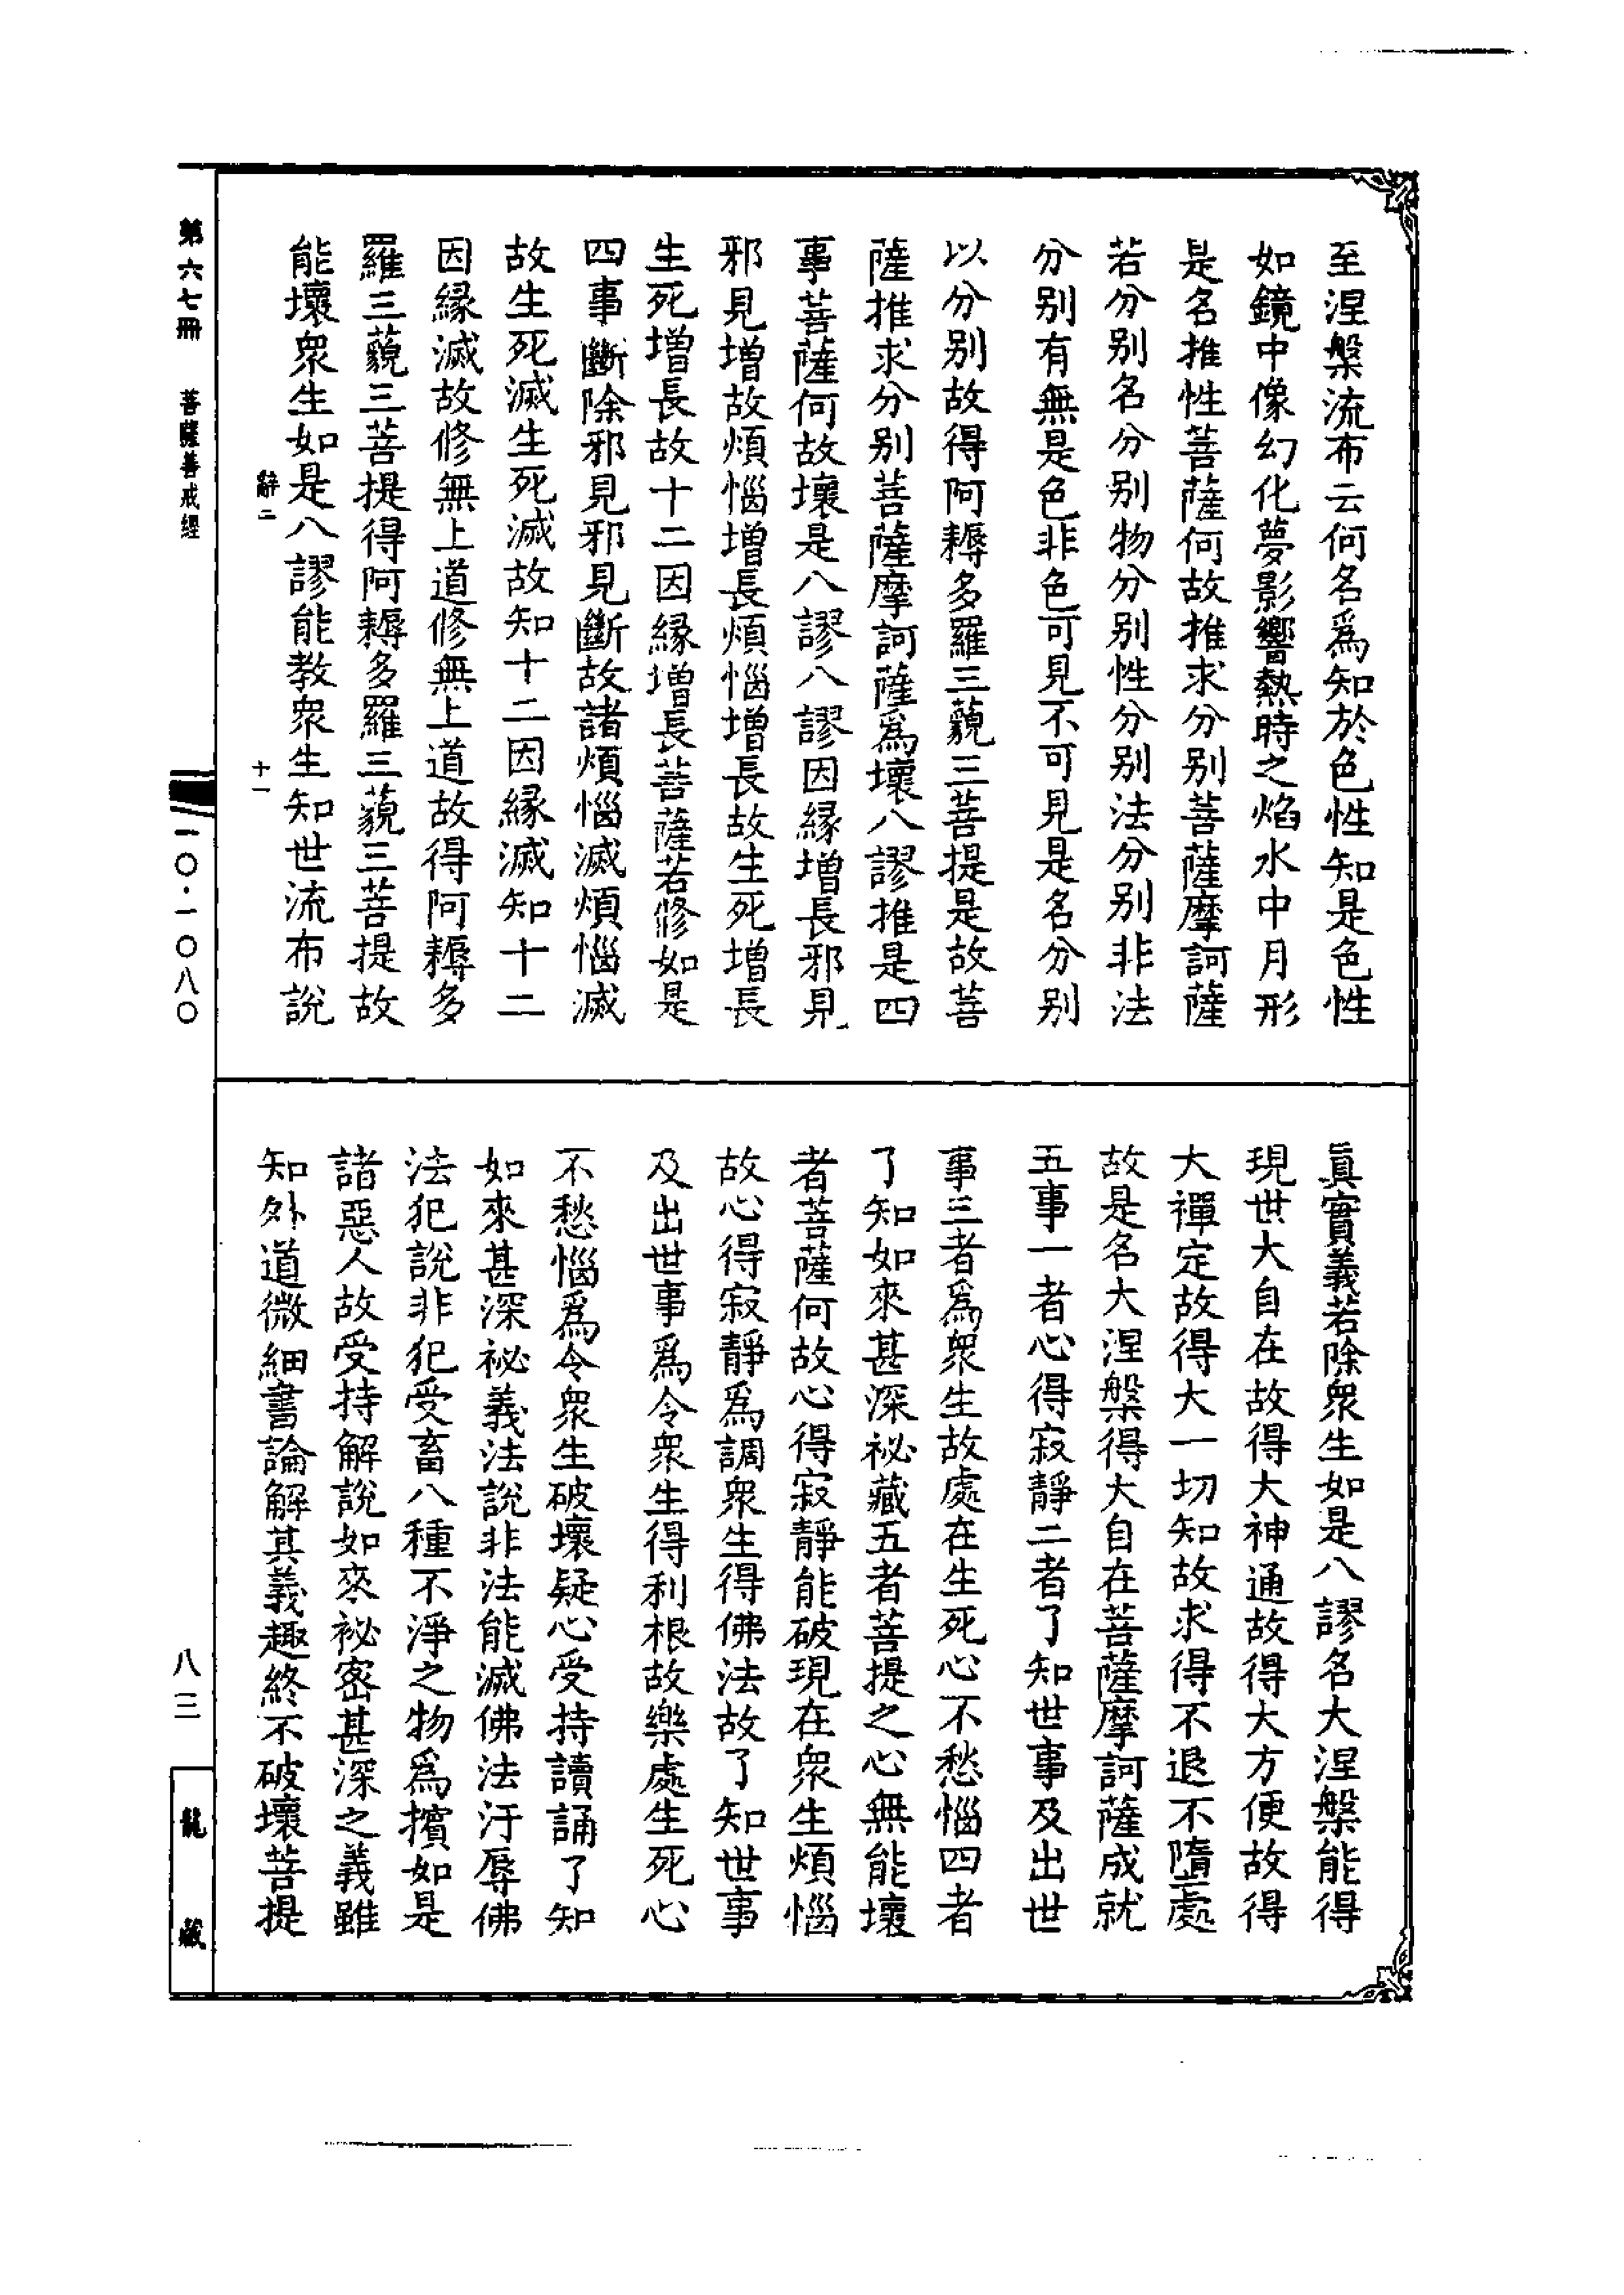 至涅槃流布云何名爲知於色性知是色性
如鏡中像幻化夢影響熱時之焰水中月形
是名推性菩薩何故推求分别菩薩摩訶薩
若分别名分别物分别性分别法分别非法
分别有無是色非色可見不可見是名分别
以分别故得阿耨多羅三藐三菩提是故菩
薩推求分别菩薩摩訶薩爲壞八謬推是四
事菩薩何故壞是八謬八謬因緣增長邪見
邪見增故煩惱增長煩惱增長故生死增長
生死增長故十二因緣增長菩薩若修如是
四事斷除邪見邪見斷故諸煩惱滅煩惱滅
故生死滅生死滅故知十二因緣滅知十二
因緣滅故修無上道修無上道故得阿耨多
羅三藐三菩提得阿耨多羅三藐三菩提故
能壞衆生如是八謬能教衆生知世流布說
辭二
十一
眞實義若除衆生如是八謬名大涅槃能得
現世大自在故得大神通故得大方便故得
大禪定故得大一切知故求得不退不墮處
故是名大涅槃得大自在菩薩摩訶薩成就
五事一者心得寂靜二者了知世事及出世
事三者爲衆生故處在生死心不愁惱四者
了知如來甚深祕藏五者菩提之心無能壞
者菩薩何故心得寂靜能破現在衆生煩惱
故心得寂靜爲調衆生得佛法故了知世事
及出世事爲令衆生得利根故樂處生死心
不愁惱爲令衆生破壞疑心受持讀誦了知
如來甚深祕義法說非法能滅佛法汙辱佛
法犯說非犯受畜八種不淨之物爲擯如是
諸惡人故受持解說如來祕密甚深之義雖
知外道微細書論解其義趣終不破壞菩提
第六七冊
菩薩善戒經
一〇·一〇八〇
八三
龍藏